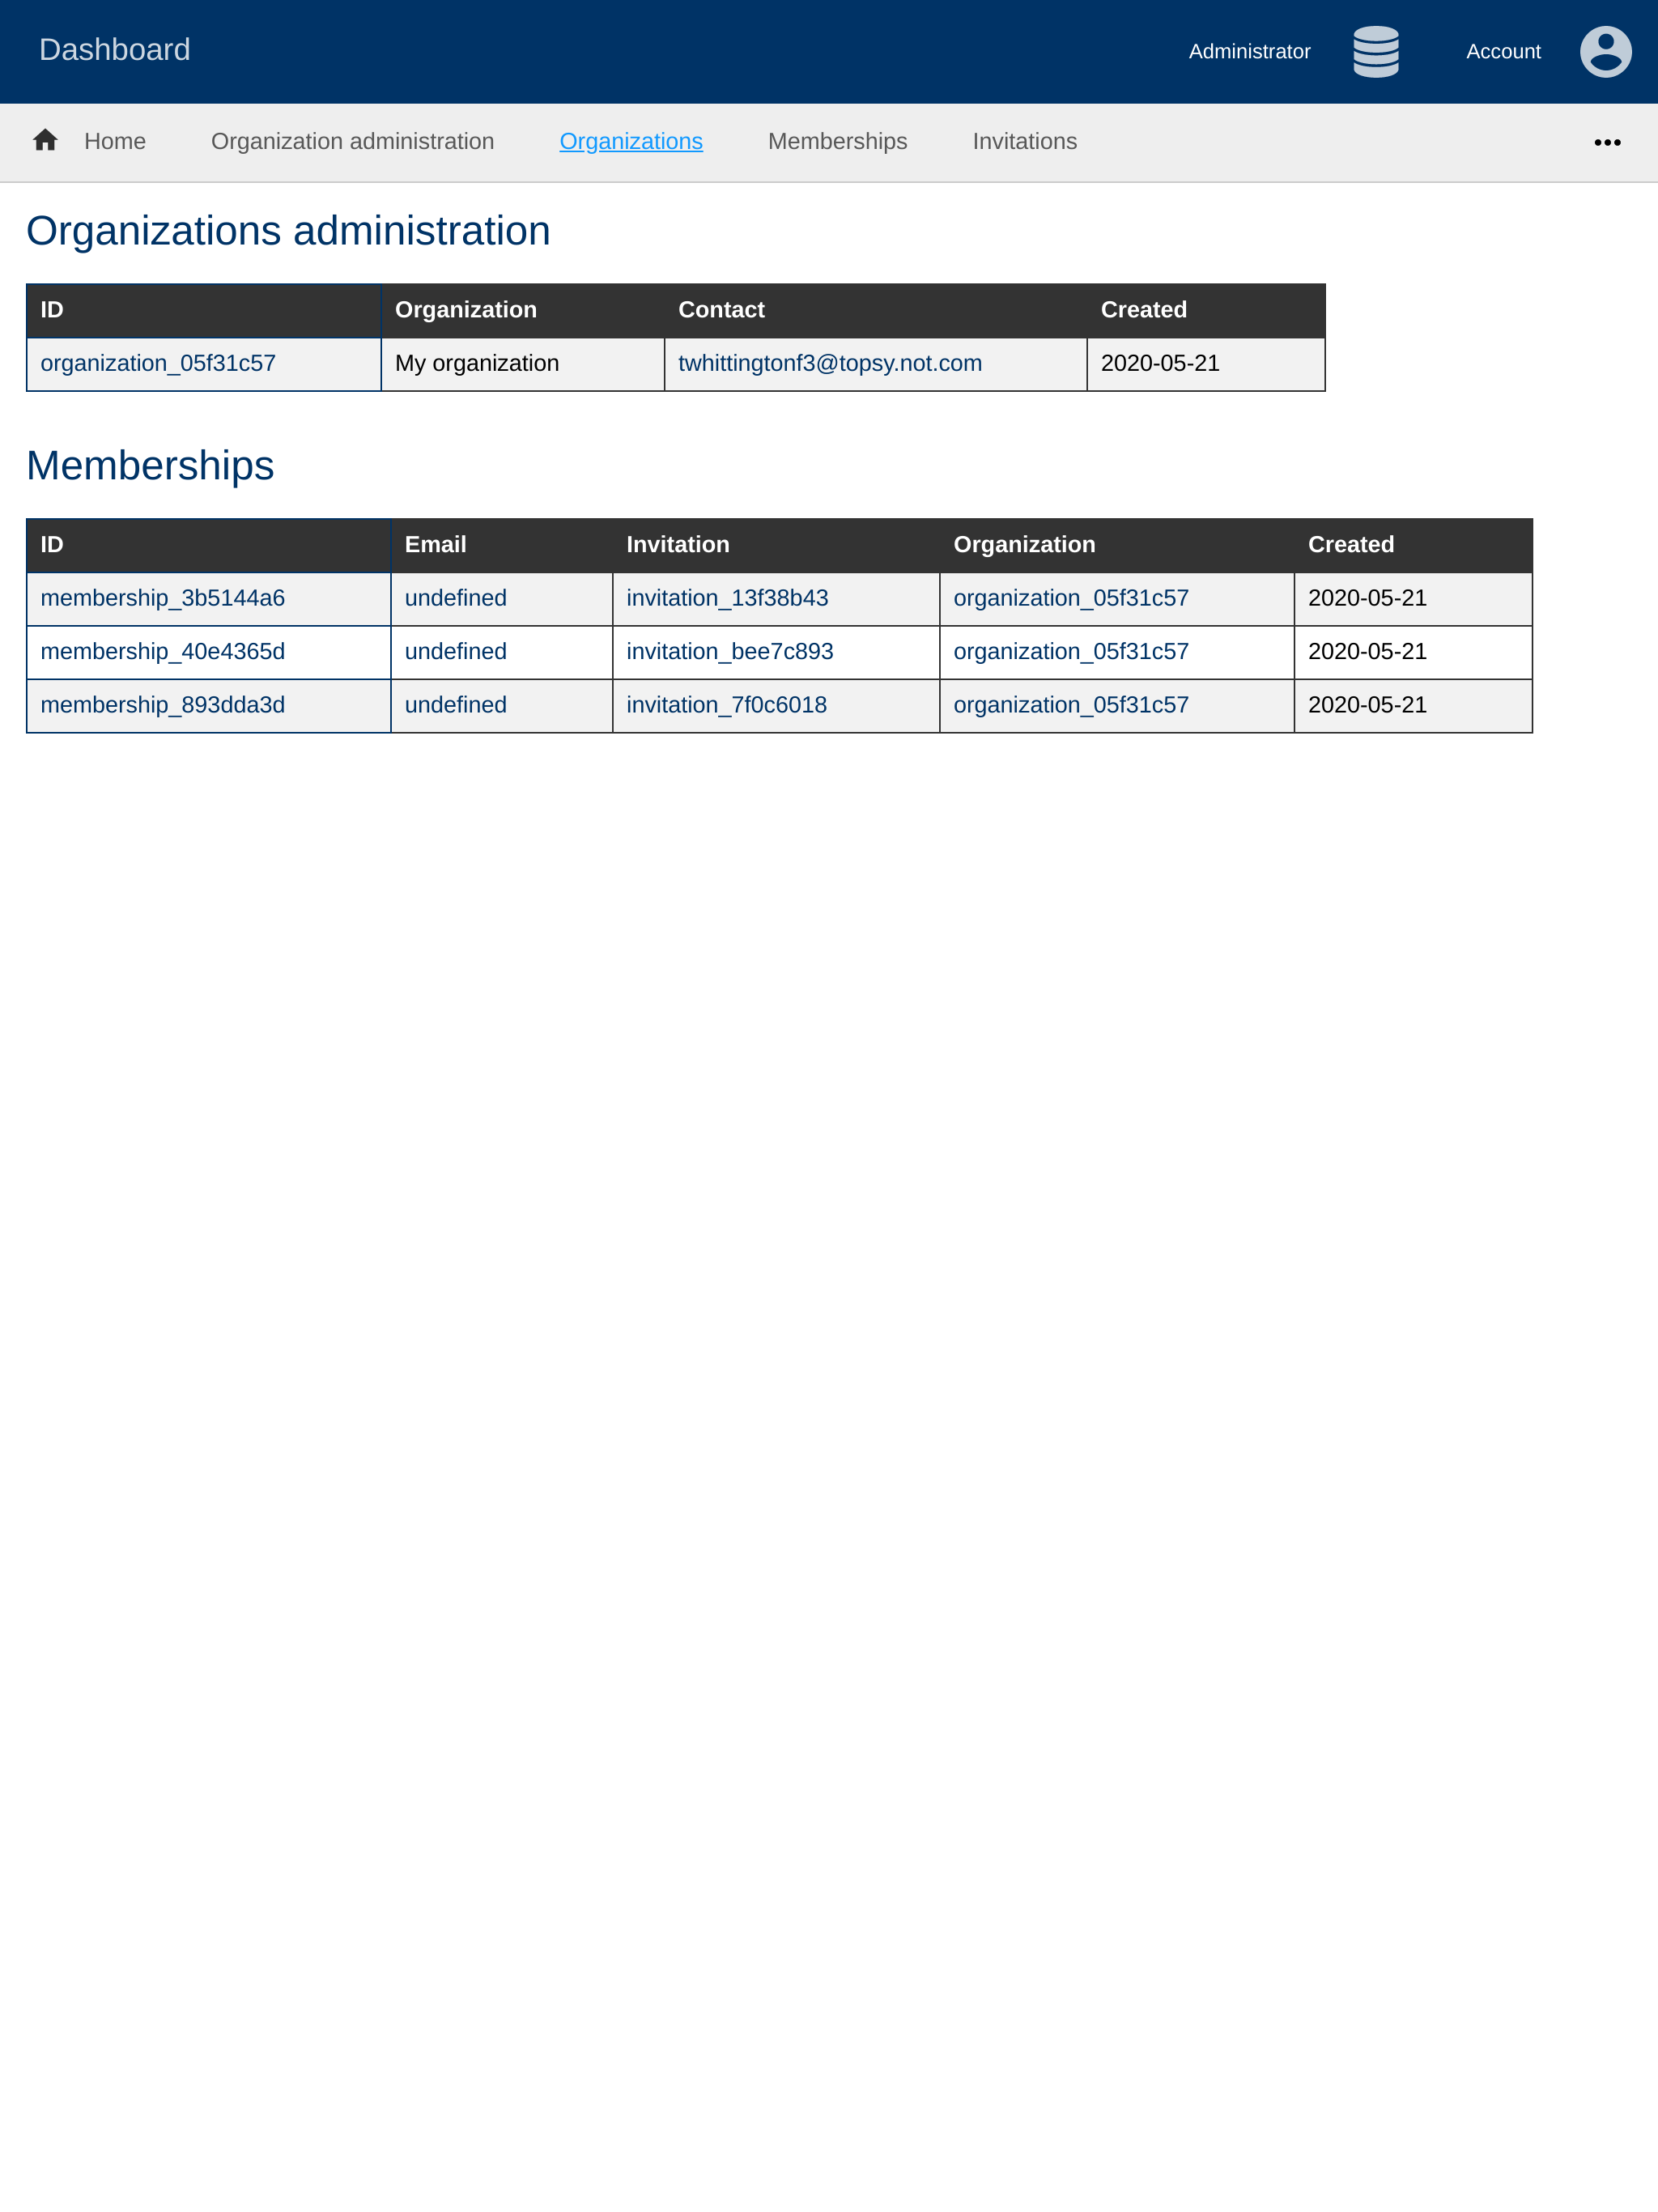 Dashboard Administrator Account
Home Organization administration Organizations Memberships Invitations
Organizations administration
ID Organization Contact Created
organization_05f31c57 My organization twhittingtonf3@topsy.not.com 2020-05-21
Memberships
ID Email Invitation Organization Created
membership_3b5144a6 undefined invitation_13f38b43 organization_05f31c57 2020-05-21
membership_40e4365d undefined invitation_bee7c893 organization_05f31c57 2020-05-21
membership_893dda3d undefined invitation_7f0c6018 organization_05f31c57 2020-05-21